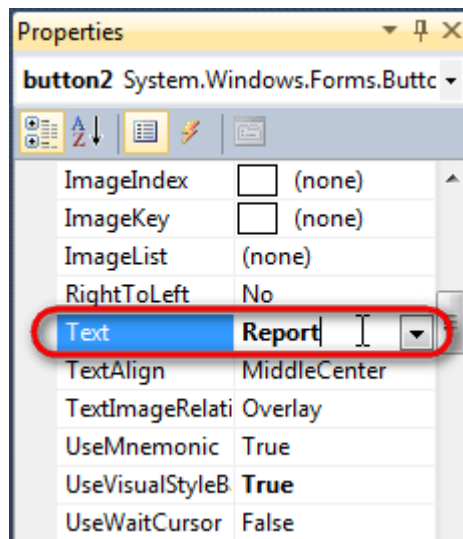 Properties
button2 System.Windows.Forms.Buttc
ImageIndex (none)
ImageKey (none)
ImageList (none)
RightToLeft No
Text Report
TextAlign MiddleCenter
TextImageRelati Overlay
UseMnemonic True
UseVisualStyleB True
UseWaitCursor False